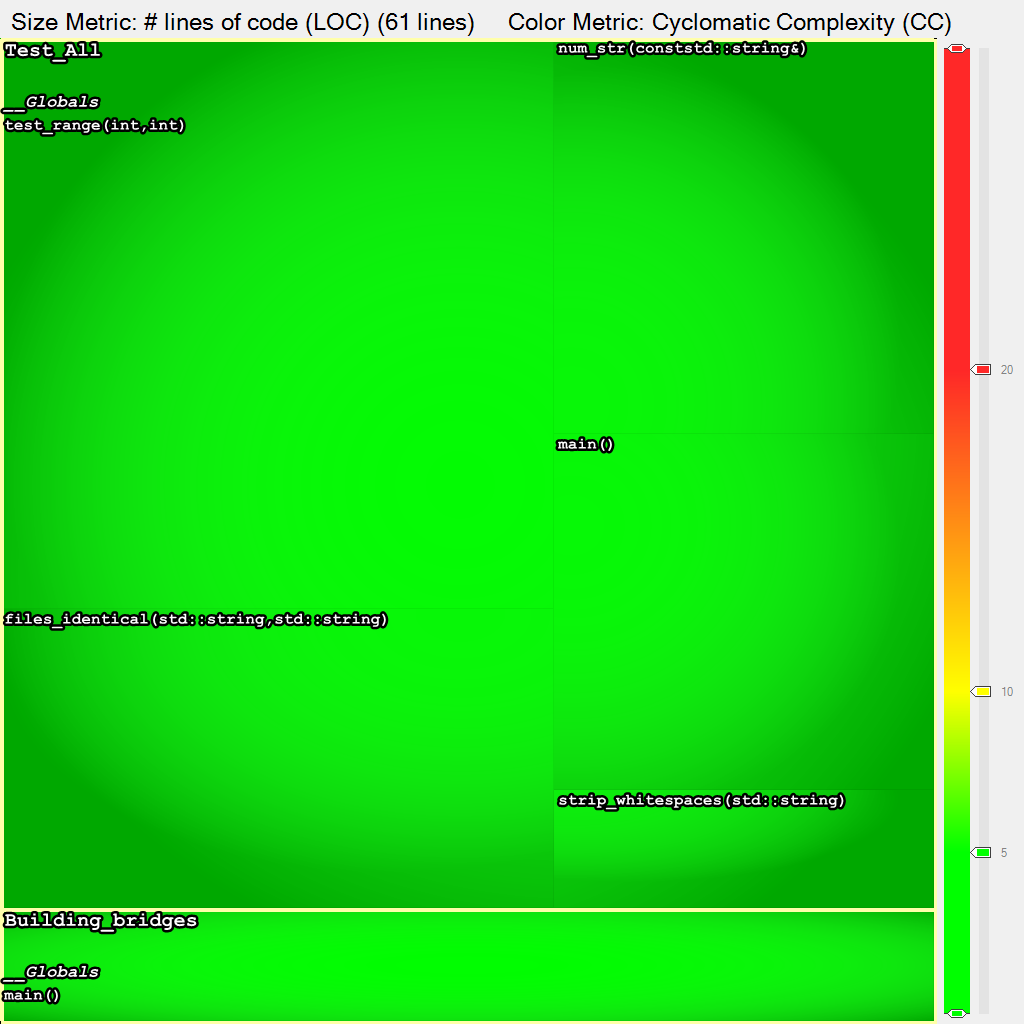 Size Metric: # lines of code (LOC) (61 lines) Color Metric: Cyclomatic Complexity (CC)
Test_All
num_str(conststd::string&)
__Globals
test_range(int,int)
20
main()
files_identical(std::string,std::string)
10
strip_whitespaces(std::string)
5
Building_bridges
__Globals
main()